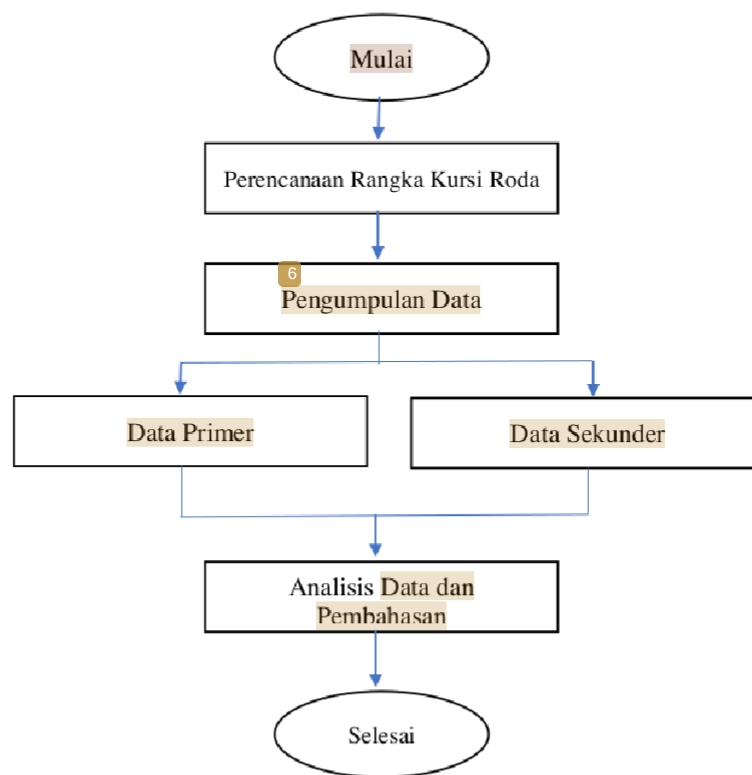 Mulai
Perencanaan Rangka Kursi Roda
6
Pengumpulan Data
Data Primer
Data Sekunder
Analisis Data dan
Pembahasan
Selesai